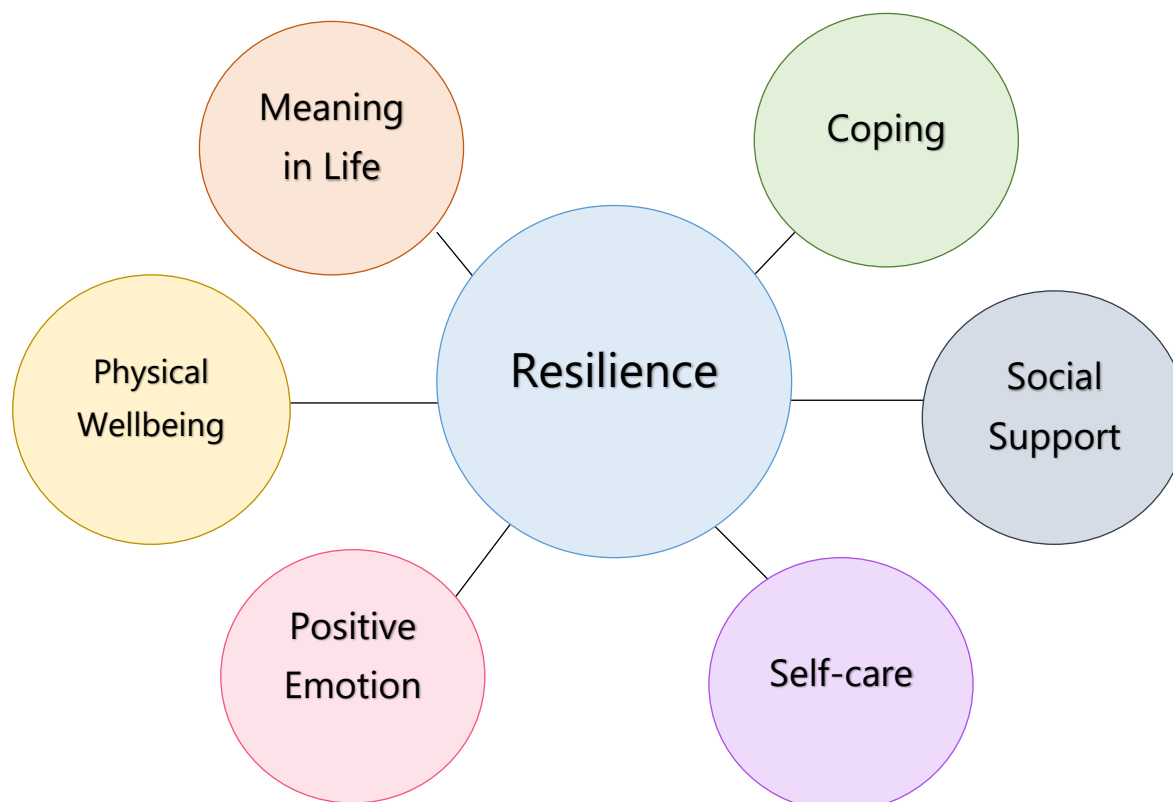 Meaning
in Life
Coping
Resilience
Physical
Wellbeing
Social
Support
Positive
Emotion
Self-care